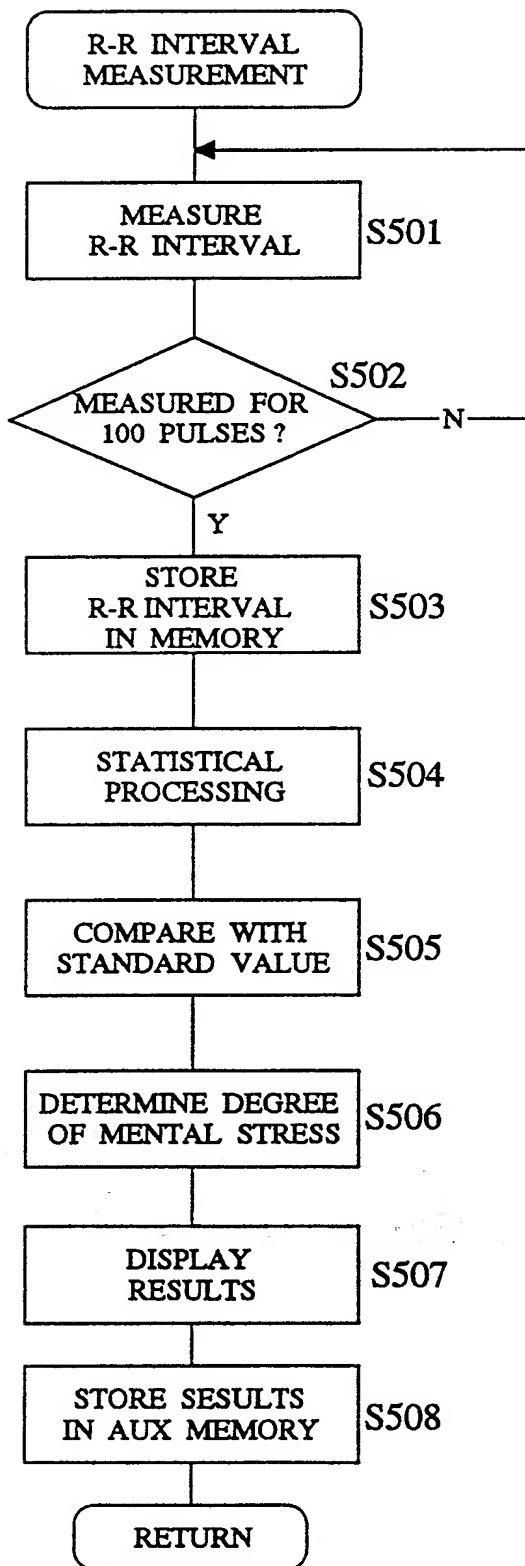 R-R INTERVAL
MEASUREMENT
MEASURE
R-R INTERVAL
S501
S502
MEASURED FOR
100 PULSES ?
N
Y
STORE
R-R INTERVAL
IN MEMORY
S503
STATISTICAL
PROCESSING
S504
COMPARE WITH
STANDARD VALUE
S505
DETERMINE DEGREE
OF MENTAL STRESS
S506
DISPLAY
RESULTS
S507
STORE SESULTS
IN AUX MEMORY
S508
RETURN